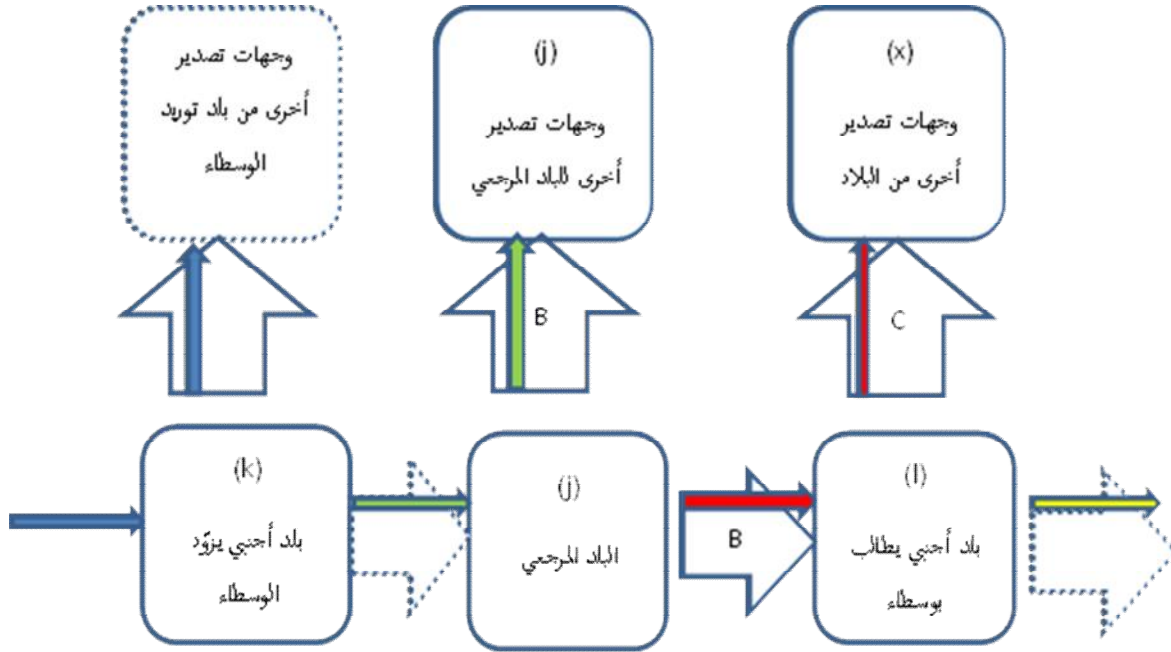 وجهات تصدير
أخرى من بلد توريد
الوسطاء
(j)
وجهات تصدير
أخرى للبلد المرجعي
(x)
وجهات تصدير
أخرى من البلاد
B
C
(k)
بلد أجنبي يزوّد
الوسطاء
(j)
البلد المرجعي
B
(l)
بلد أجنبي يطالب
بوسطاء